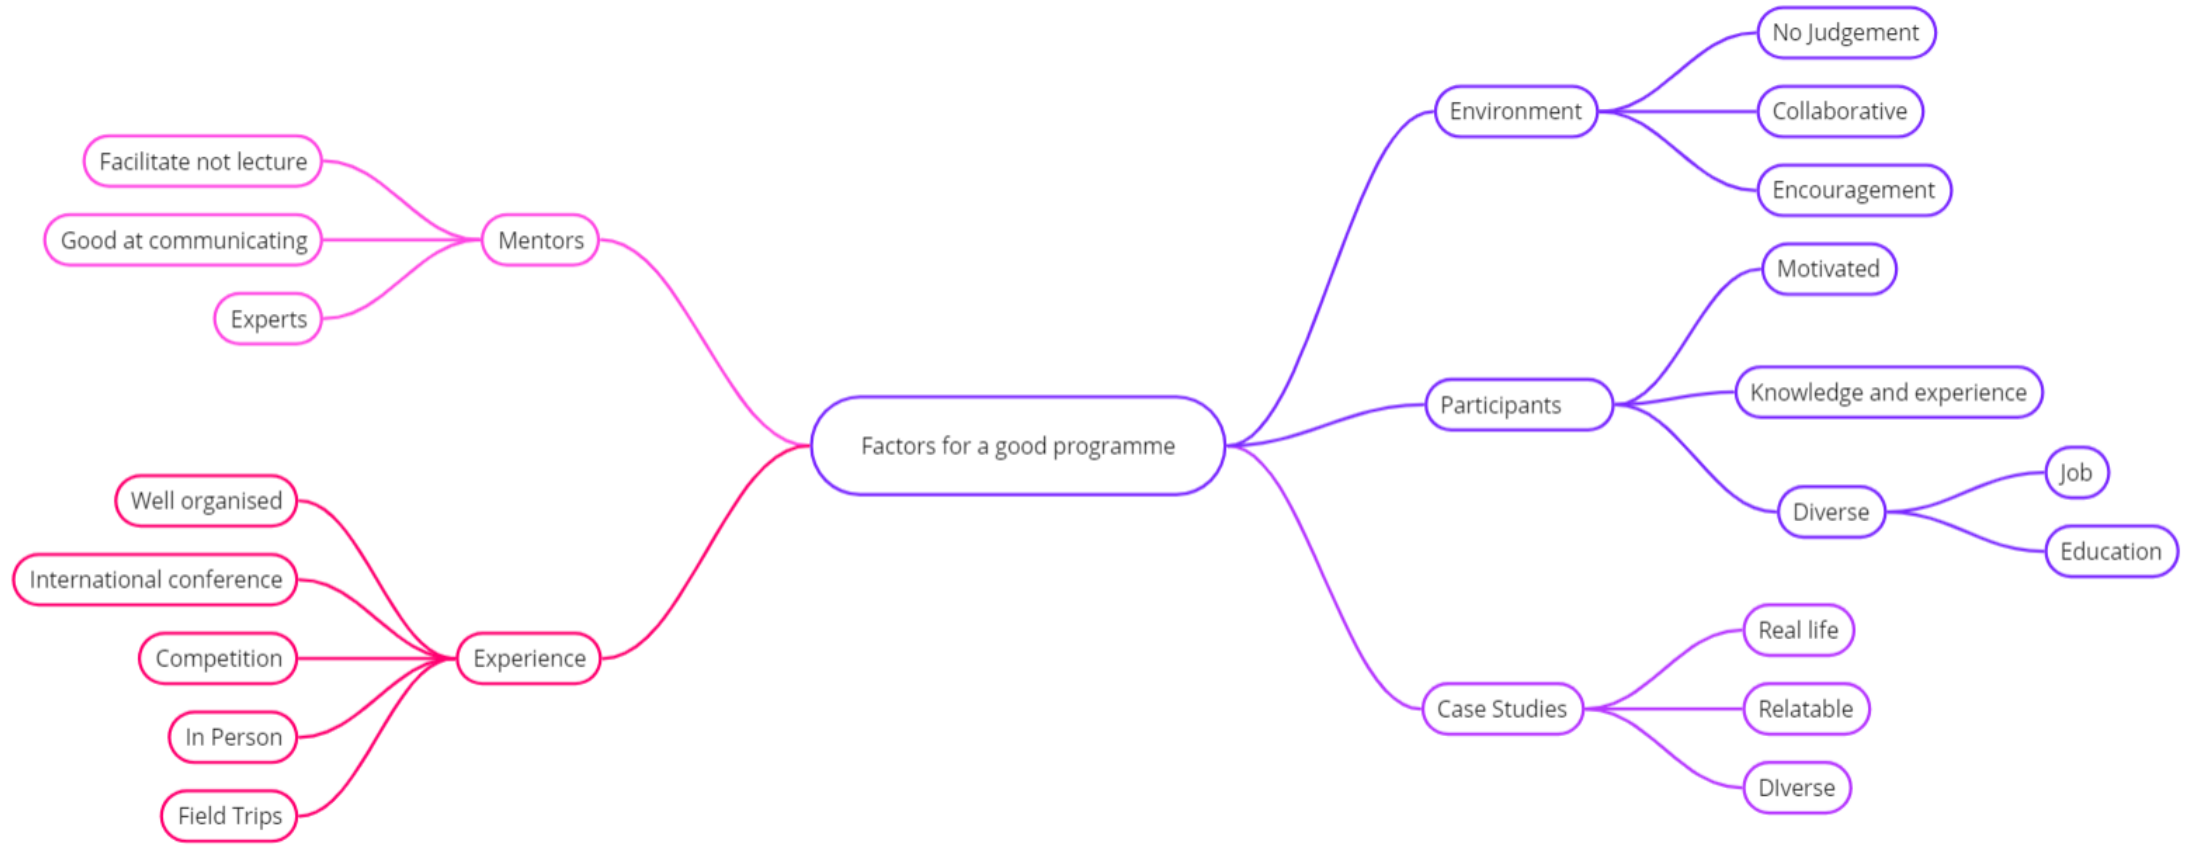 Factors for a good programme
Mentors
Facilitate not lecture
Good at communicating
Experts
Experience
Well organised
International conference
Competition
In Person
Field Trips
Environment
No Judgement
Collaborative
Encouragement
Participants
Motivated
Knowledge and experience
Diverse
Job
Education
Case Studies
Real life
Relatable
DIverse